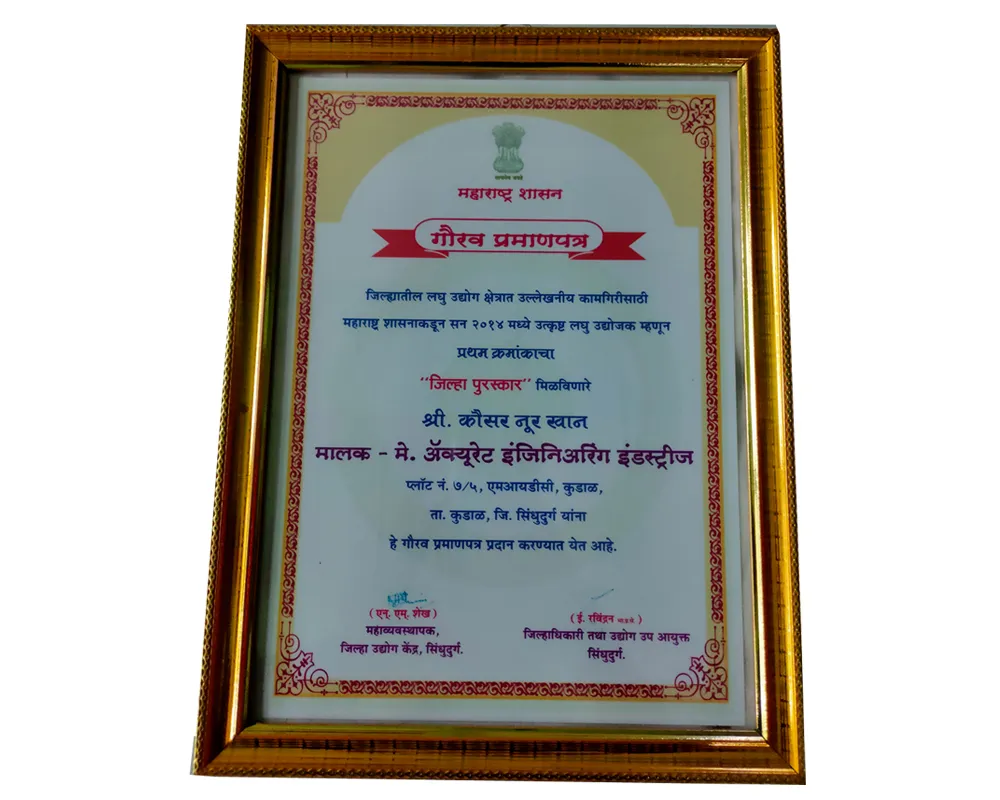 महाराष्ट्र शासन
गौरव प्रमाणपत्र
जिल्ह्यातील लघु उद्योग क्षेत्रात उल्लेखनीय कामगिरीसाठी
महाराष्ट्र शासनाकडून सन २०१४ मध्ये उत्कृष्ट लघु उद्योजक म्हणून
प्रथम क्रमांकाचा
"जिल्हा पुरस्कार" मिळविणारे
श्री. कौसर नूर खान
मालक - मे. ॲक्यूरेट इंजिनिअरिंग इंडस्ट्रीज
प्लॉट नं. ७/५, एमआयडीसी, कुडाळ,
ता. कुडाळ, जि. सिंधुदुर्ग यांना
हे गौरव प्रमाणपत्र प्रदान करण्यात येत आहे.
(एन्. एम्. शेख)
महाव्यवस्थापक,
जिल्हा उद्योग केंद्र, सिंधुदुर्ग.
(ई. रविंद्रन)
जिल्हाधिकारी तथा उद्योग उप आयुक्त
सिंधुदुर्ग.